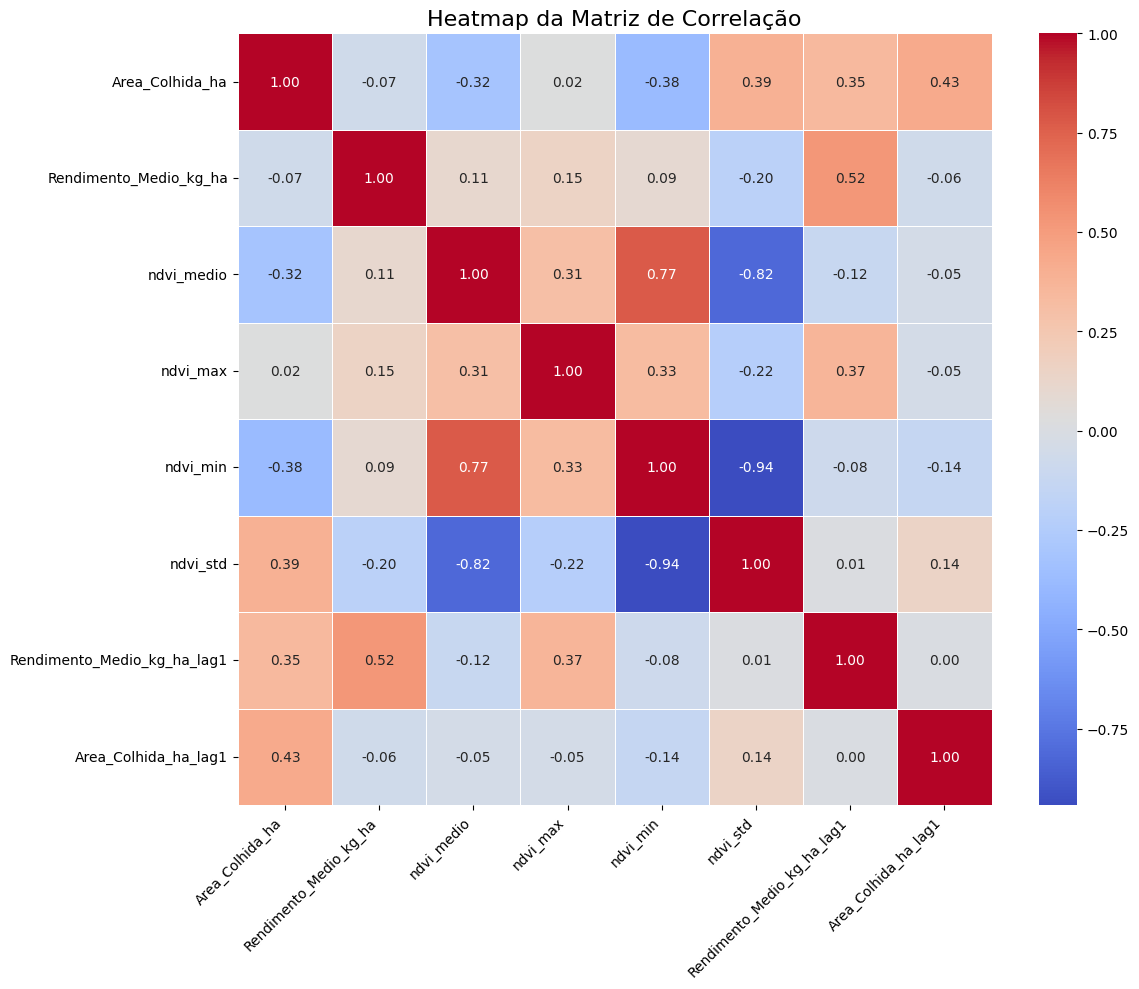 Heatmap da Matriz de Correlação
Area_Colhida_ha 1.00 -0.07 -0.32 0.02 -0.38 0.39 0.35 0.43
Rendimento_Medio_kg_ha -0.07 1.00 0.11 0.15 0.09 -0.20 0.52 -0.06
ndvi_medio -0.32 0.11 1.00 0.31 0.77 -0.82 -0.12 -0.05
ndvi_max 0.02 0.15 0.31 1.00 0.33 -0.22 0.37 -0.05
ndvi_min -0.38 0.09 0.77 0.33 1.00 -0.94 -0.08 -0.14
ndvi_std 0.39 -0.20 -0.82 -0.22 -0.94 1.00 0.01 0.14
Rendimento_Medio_kg_ha_lag1 0.35 0.52 -0.12 0.37 -0.08 0.01 1.00 0.00
Area_Colhida_ha_lag1 0.43 -0.06 -0.05 -0.05 -0.14 0.14 0.00 1.00
Area_Colhida_ha
Rendimento_Medio_kg_ha
ndvi_medio
ndvi_max
ndvi_min
ndvi_std
Rendimento_Medio_kg_ha_lag1
Area_Colhida_ha_lag1
1.00
0.75
0.50
0.25
0.00
−0.25
−0.50
−0.75